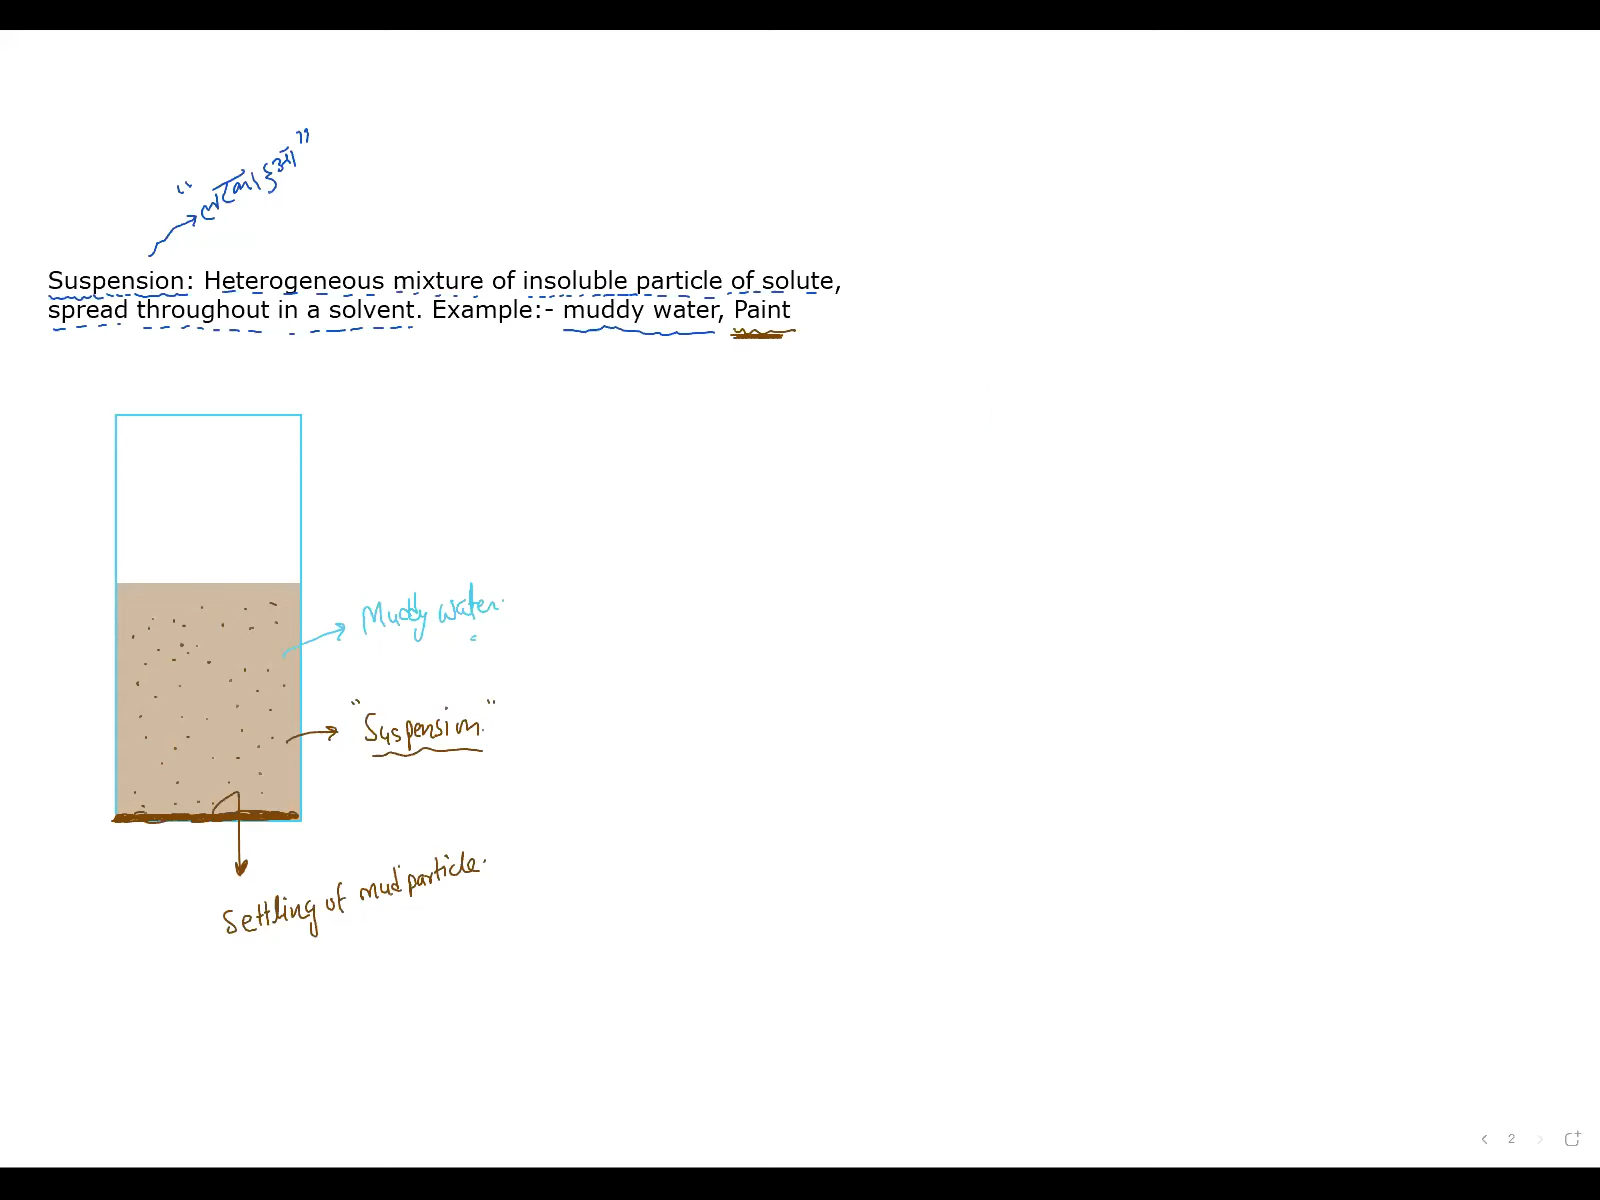 Suspension: Heterogeneous mixture of insoluble particle of solute,
spread throughout in a solvent. Example:- muddy water, Paint
Muddy water.
"Suspension."
Settling of mud particle.
2